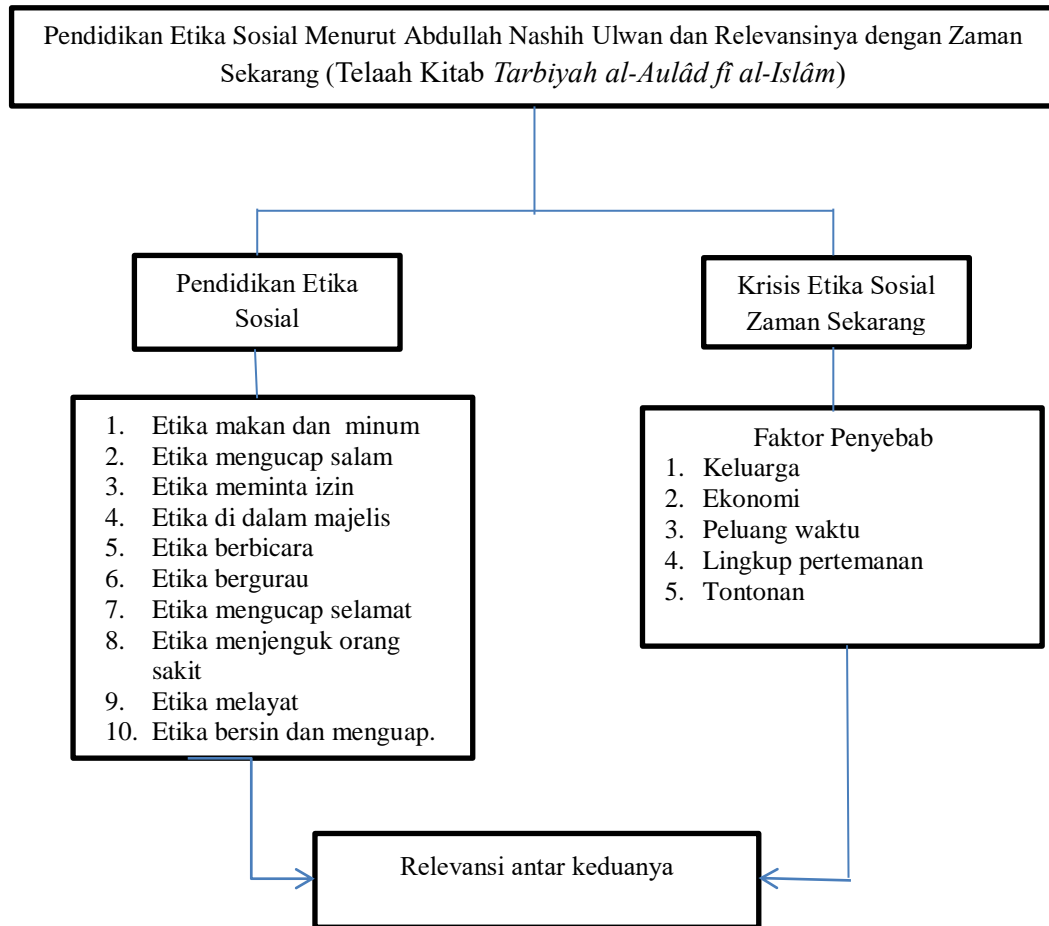 Pendidikan Etika Sosial Menurut Abdullah Nashih Ulwan dan Relevansinya dengan Zaman
Sekarang (Telaah Kitab Tarbiyah al-Aulâd fî al-Islâm)
Pendidikan Etika
Sosial
1. Etika makan dan minum
2. Etika mengucap salam
3. Etika meminta izin
4. Etika di dalam majelis
5. Etika berbicara
6. Etika bergurau
7. Etika mengucap selamat
8. Etika menjenguk orang
sakit
9. Etika melayat
10. Etika bersin dan menguap.
Krisis Etika Sosial
Zaman Sekarang
Faktor Penyebab
1. Keluarga
2. Ekonomi
3. Peluang waktu
4. Lingkup pertemanan
5. Tontonan
Relevansi antar keduanya